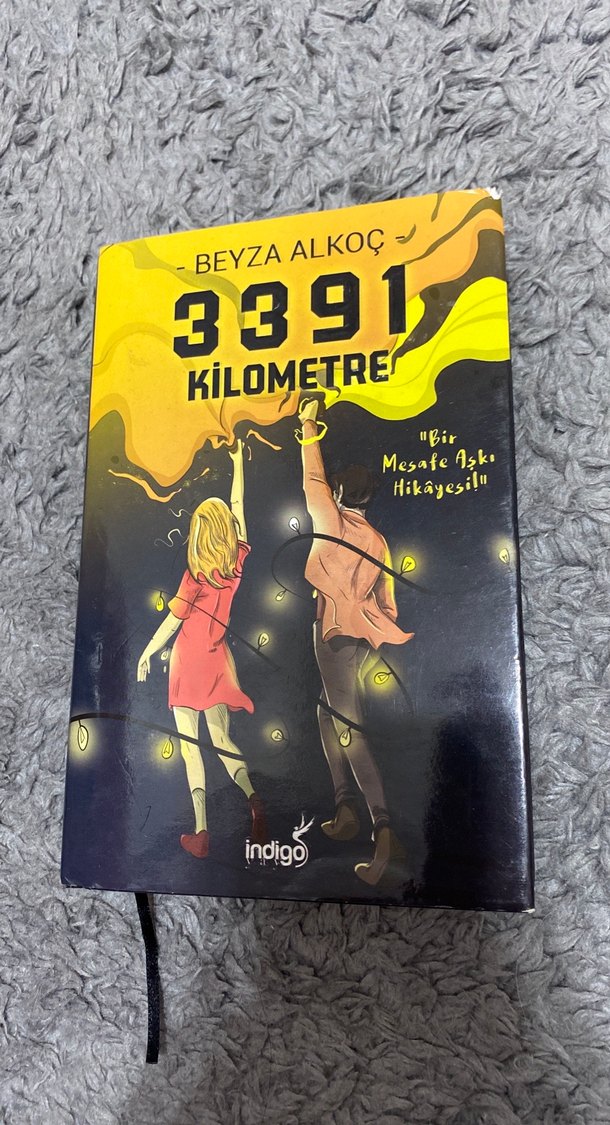 - BEYZA ALKOÇ -
3391
KİLOMETRE
"Bir
Mesafe Aşkı
Hikâyesi!"
indigo